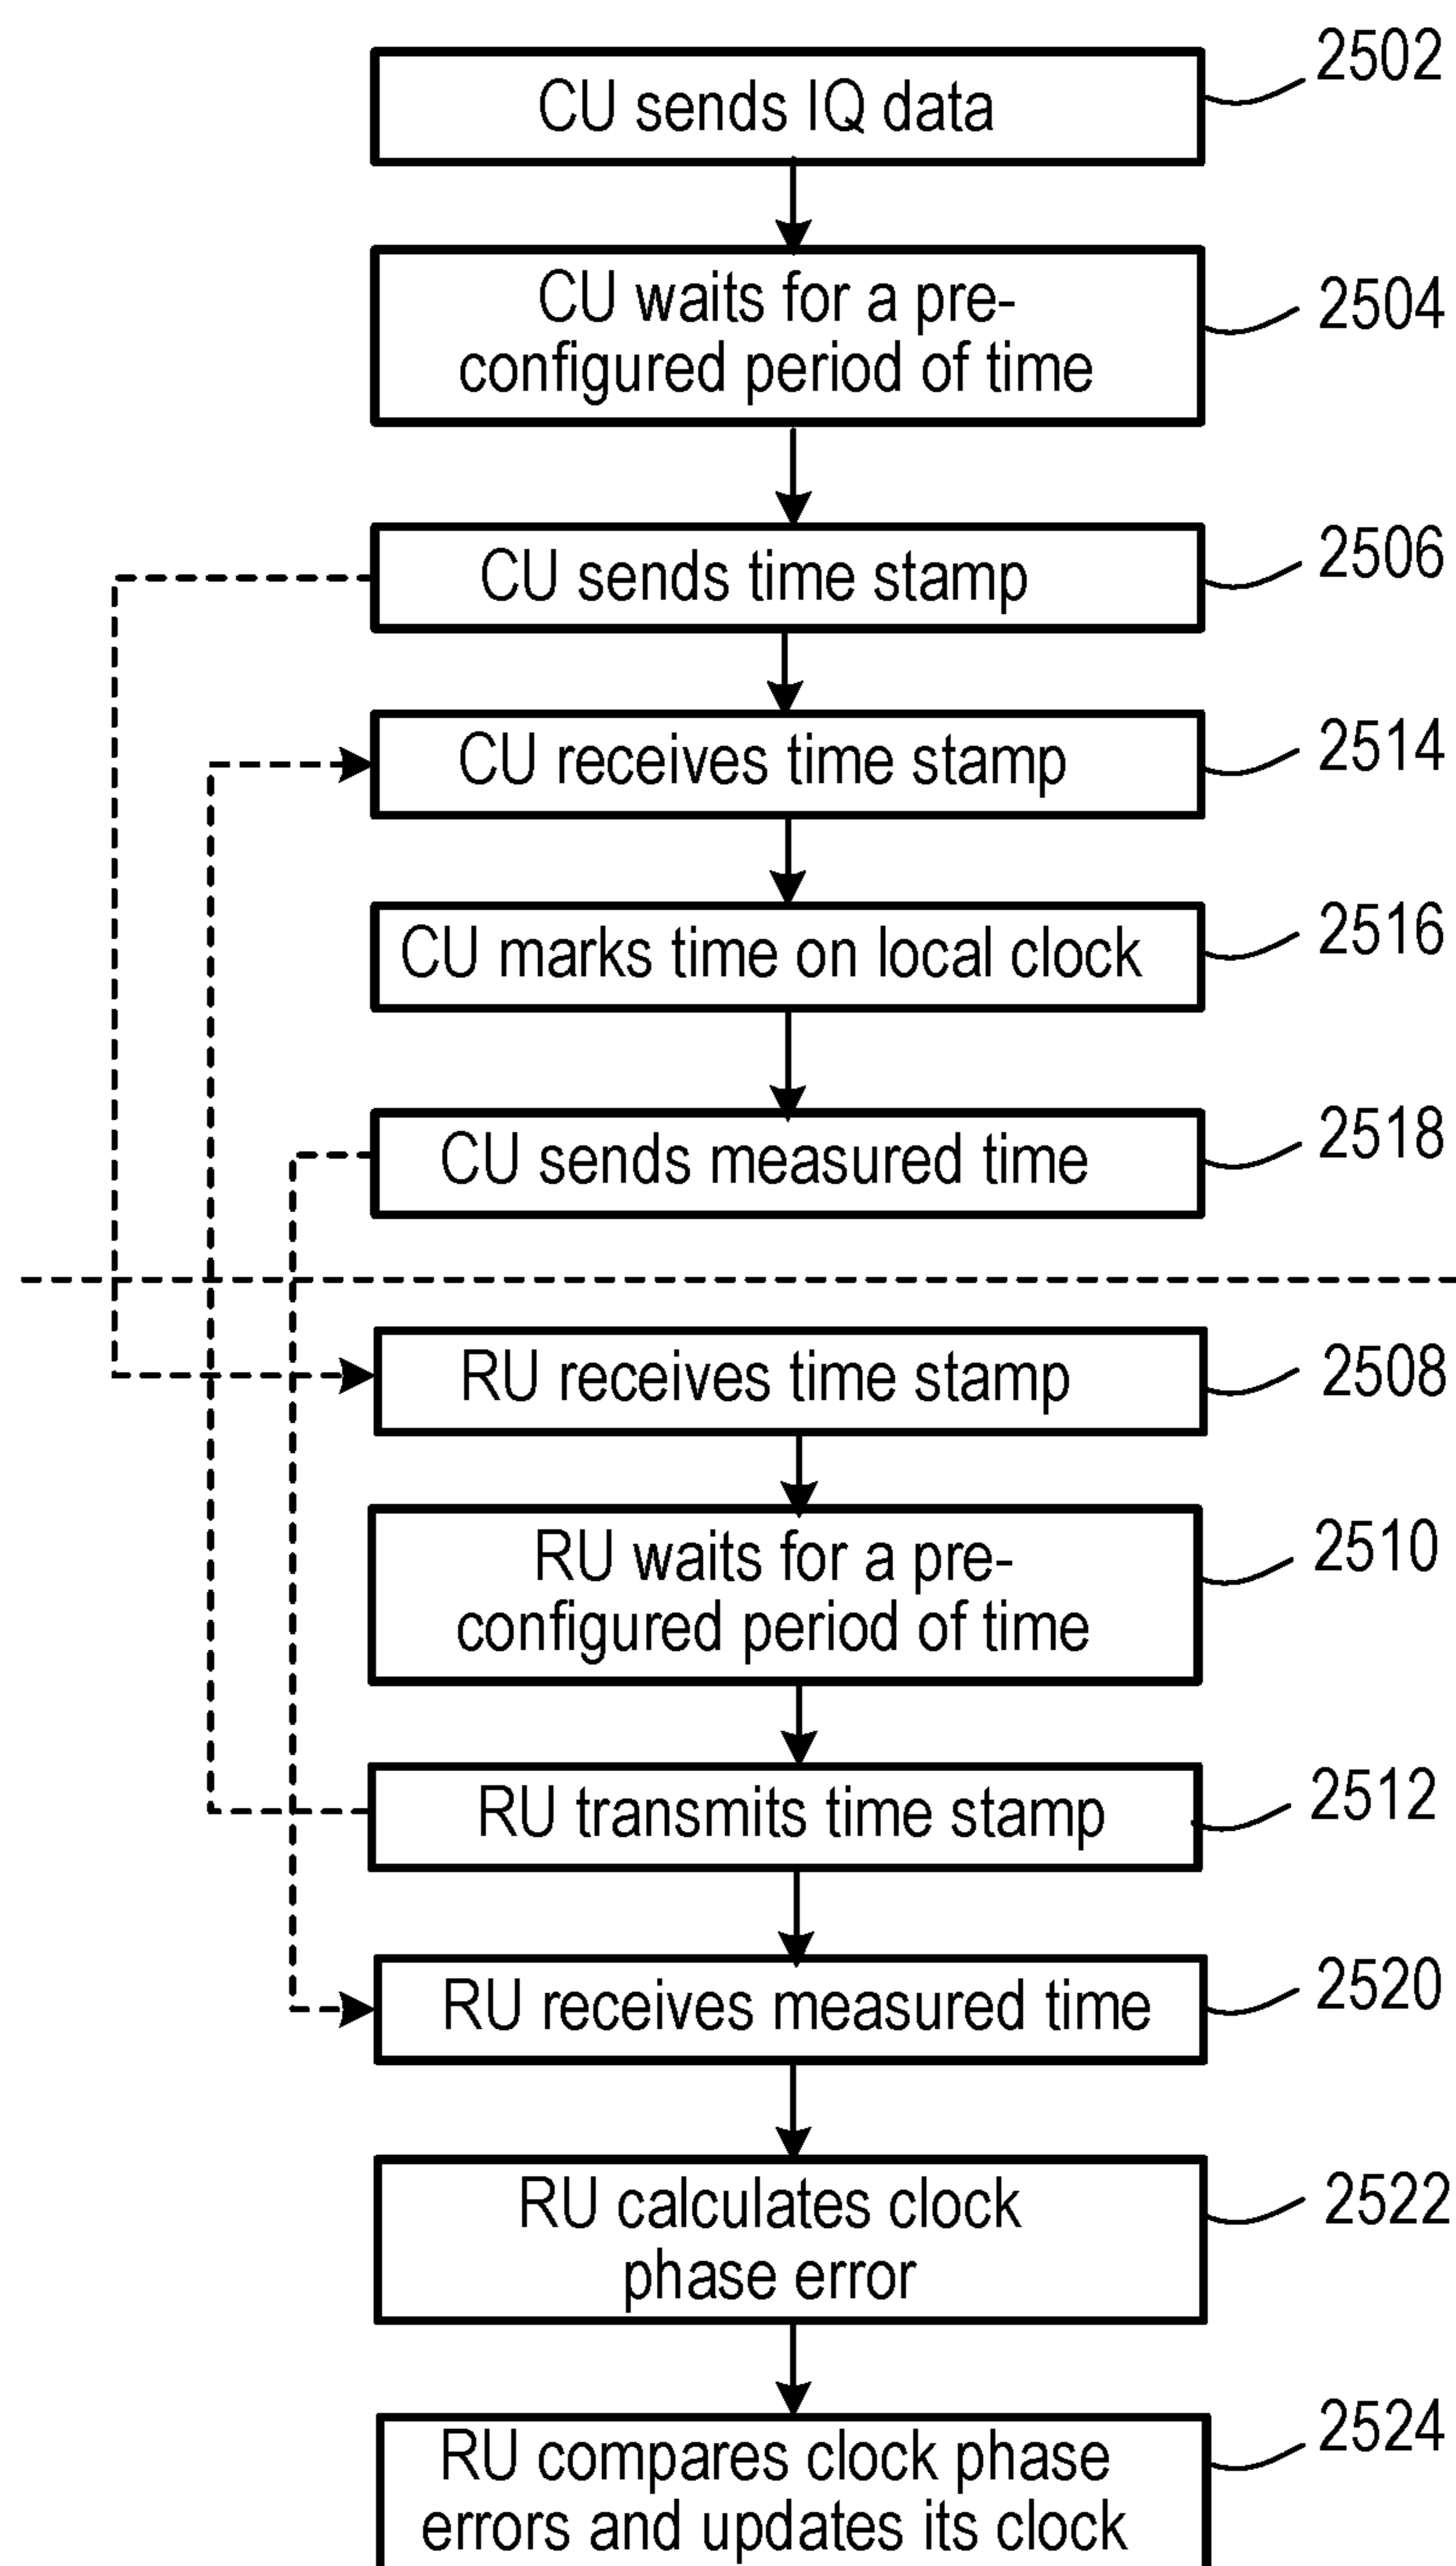 CU sends IQ data
2502
CU waits for a pre-
configured period of time
2504
CU sends time stamp
2506
CU receives time stamp
2514
CU marks time on local clock
2516
CU sends measured time
2518
RU receives time stamp
2508
RU waits for a pre-
configured period of time
2510
RU transmits time stamp
2512
RU receives measured time
2520
RU calculates clock
phase error
2522
RU compares clock phase
errors and updates its clock
2524